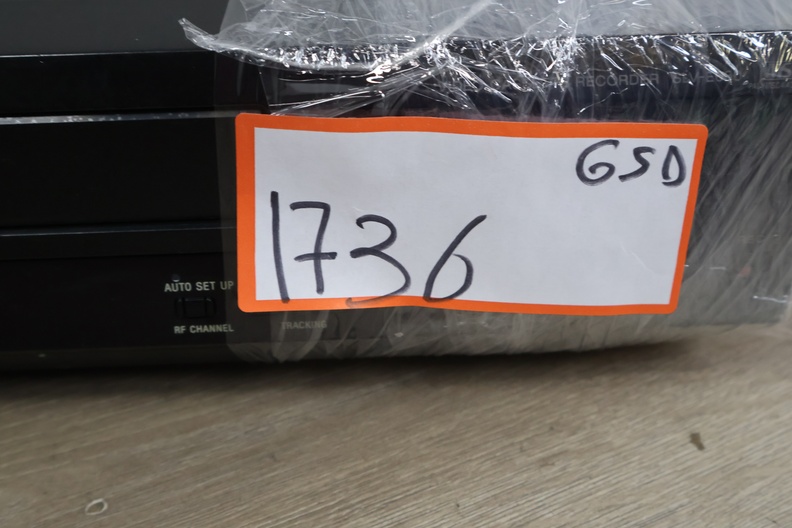 RECORDER
GSD
1736
AUTO SET UP
RF CHANNEL
TRACKING